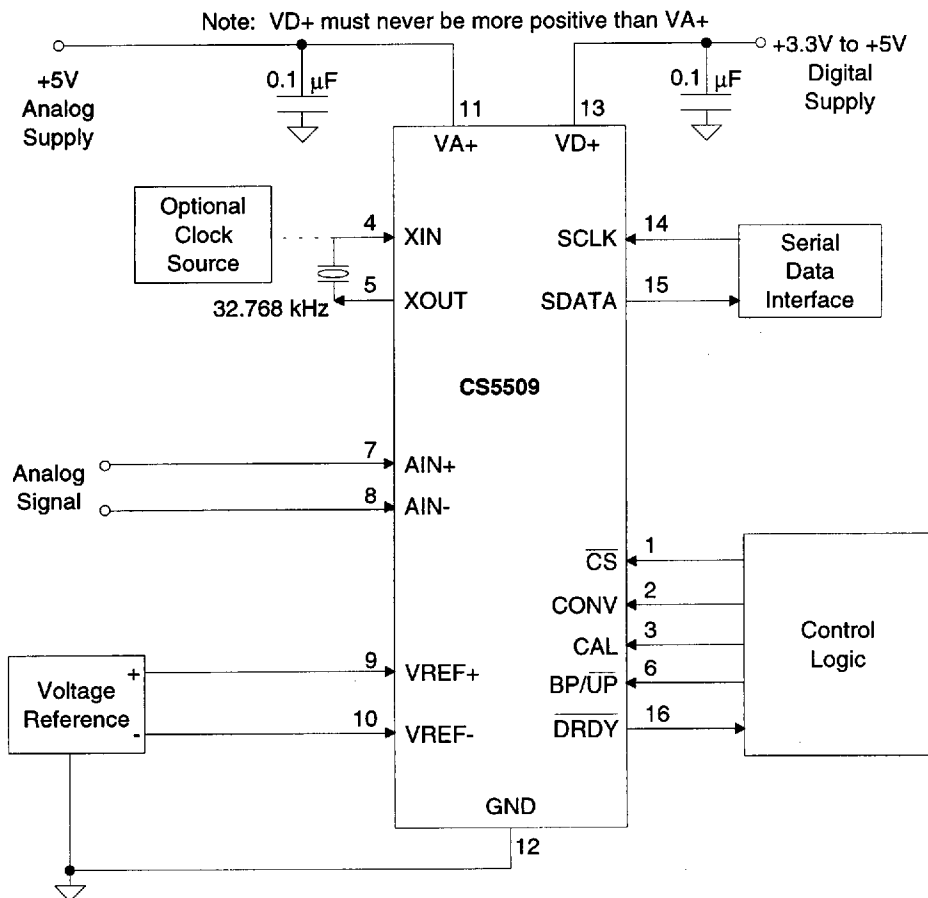 Note: VD+ must never be more positive than VA+
+5V
Analog
Supply
0.1 µF
11
13
0.1 µF
+3.3V to +5V
Digital
Supply
VA+
VD+
Optional
Clock
Source
4
XIN
5
XOUT
32.768 kHz
SCLK
14
SDATA
15
Serial
Data
Interface
CS5509
Analog
Signal
7
AIN+
8
AIN-
CS
1
CONV
2
CAL
3
BP/UP
6
DRDY
16
Control
Logic
Voltage
Reference
+
-
9
VREF+
10
VREF-
GND
12